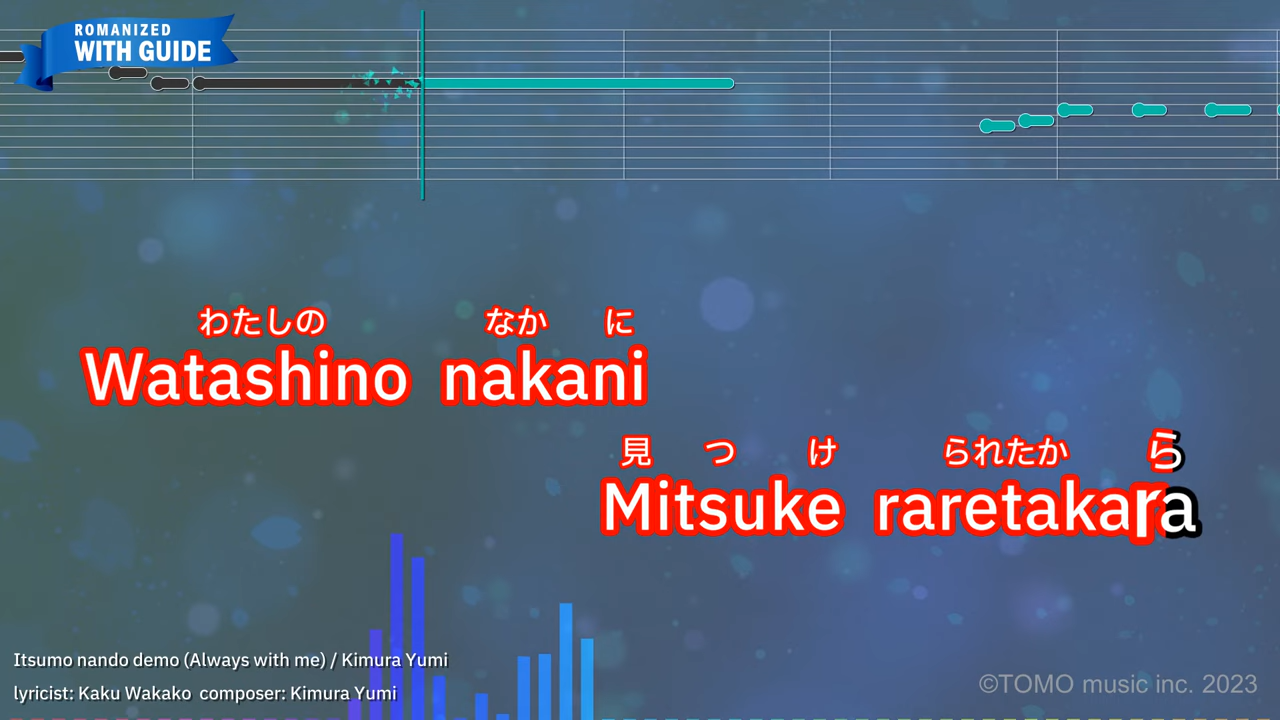 ROMANIZED
WITH GUIDE
わたしの なか に
Watashino nakani
見 つ け られたか ら
Mitsuke raretakara
Itsumo nando demo (Always with me) / Kimura Yumi
lyricist: Kaku Wakako composer: Kimura Yumi
©TOMO music inc. 2023